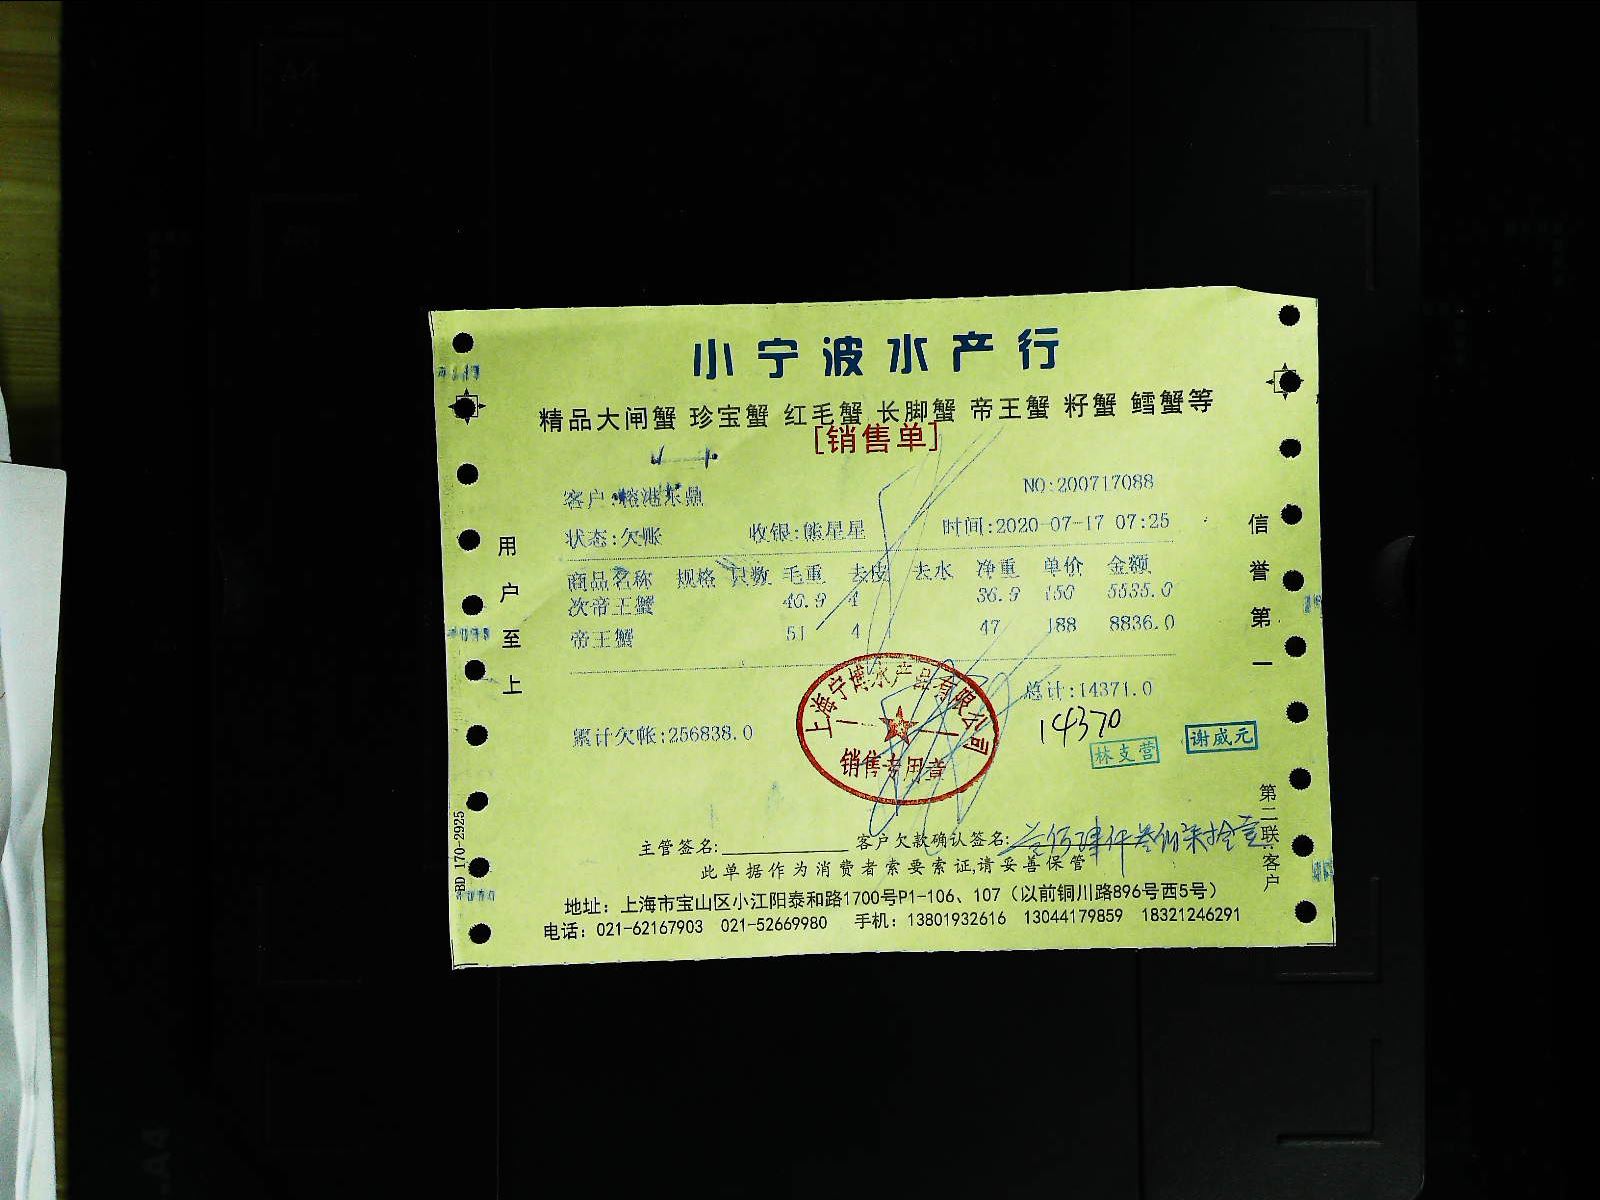 小宁波水产行
精品大闸蟹 珍宝蟹 红毛蟹 长脚蟹 帝王蟹 籽蟹 鳕蟹等
[销售单]
NO:200717088
客户:榕港东鼎
状态:欠账 收银:熊星星 时间:2020-07-17 07:25
商品名称 规格 只数 毛重 去皮 去水 净重 单价 金额
次帝王蟹 40.9 4 36.9 150 5535.0
帝王蟹 51 4 47 188 8836.0
总计:14371.0
累计欠帐:256838.0
14370
林支营
谢威元
上海宁博水产品有限公司
销售专用章
主管签名: 客户欠款确认签名:
此单据作为消费者索要索证,请妥善保管
地址：上海市宝山区小江阳泰和路1700号P1-106、107（以前铜川路896号西5号）
电话：021-62167903 021-52669980 手机：13801932616 13044179859 18321246291
用户至上
信誉第一
第二联:客户
BD 170-2925